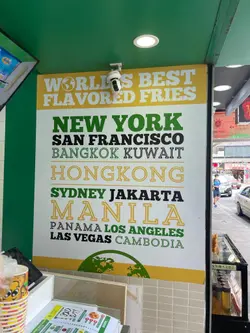 WORLD'S BEST
FLAVORED FRIES
NEW YORK
SAN FRANCISCO
BANGKOK KUWAIT
HONGKONG
SYDNEY JAKARTA
MANILA
PANAMA LOS ANGELES
LAS VEGAS CAMBODIA